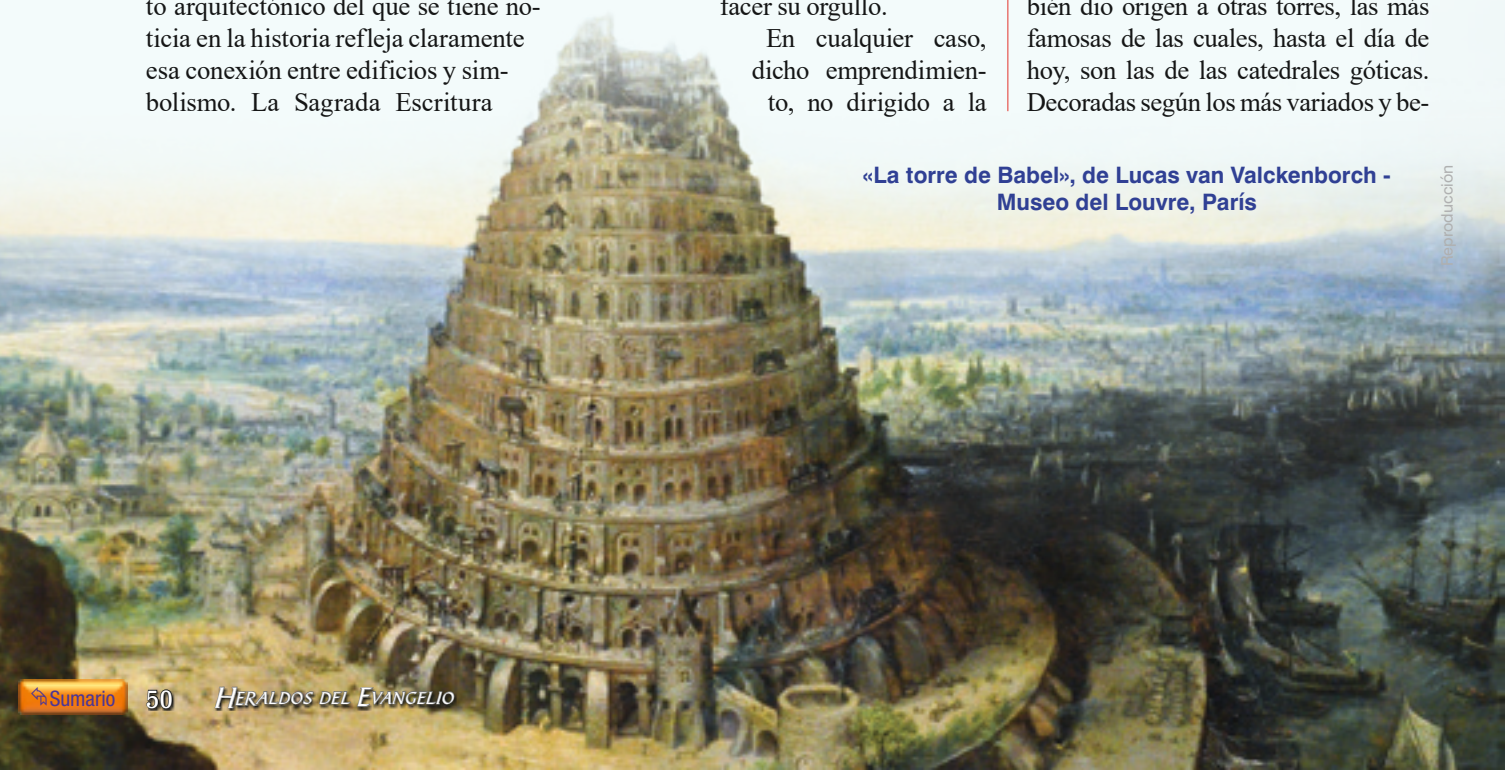 to arquitectónico del que se tiene no-
ticia en la historia refleja claramente
esa conexión entre edificios y sim-
bolismo. La Sagrada Escritura
facer su orgullo.
En cualquier caso,
dicho emprendimien-
to, no dirigido a la
bién dio origen a otras torres, las más
famosas de las cuales, hasta el día de
hoy, son las de las catedrales góticas.
Decoradas según los más variados y be-
«La torre de Babel», de Lucas van Valckenborch -
Museo del Louvre, París
Reproducción
Sumario
50
Heraldos del Evangelio